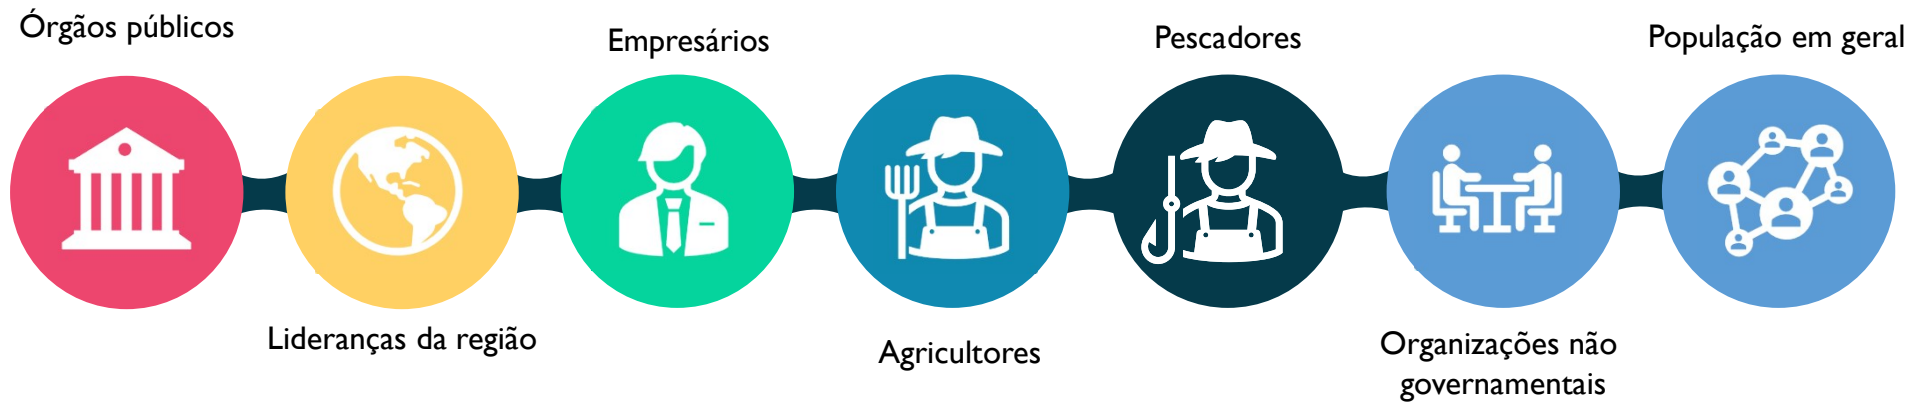 Órgãos públicos
Lideranças da região
Empresários
Agricultores
Pescadores
Organizações não
governamentais
População em geral